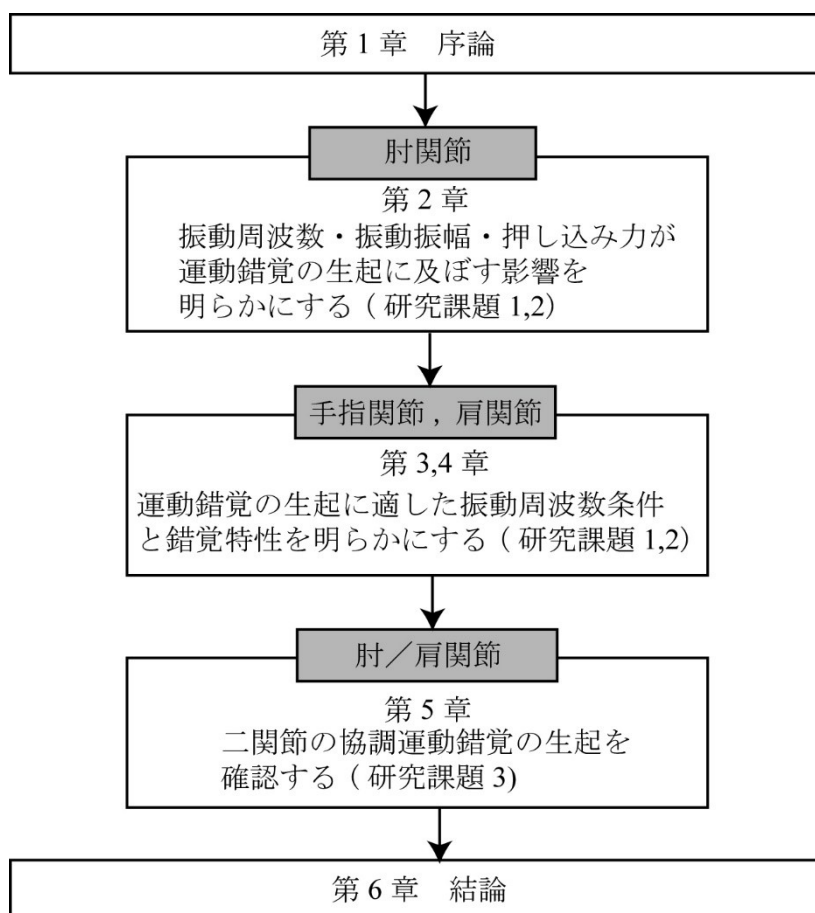 第 1 章　序論
肘関節
第 2 章
振動周波数・振動振幅・押し込み力が
運動錯覚の生起に及ぼす影響を
明らかにする（研究課題 1,2）
手指関節 , 肩関節
第 3,4 章
運動錯覚の生起に適した振動周波数条件
と錯覚特性を明らかにする（研究課題 1,2）
肘／肩関節
第 5 章
二関節の協調運動錯覚の生起を
確認する（研究課題 3)
第 6 章　結論